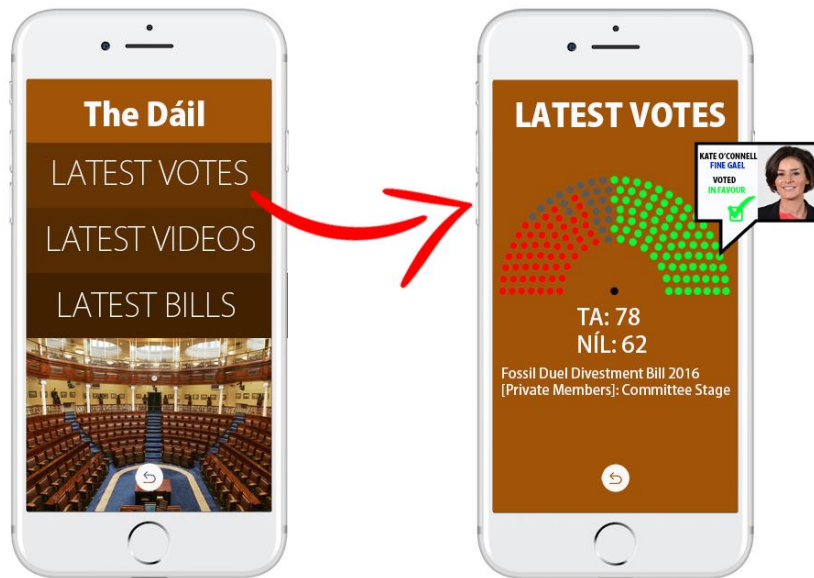 The Dáil
LATEST VOTES
LATEST VIDEOS
LATEST BILLS
LATEST VOTES
KATE O'CONNELL
FINE GAEL
VOTED
IN FAVOUR
TA: 78
NÍL: 62
Fossil Duel Divestment Bill 2016
[Private Members]: Committee Stage